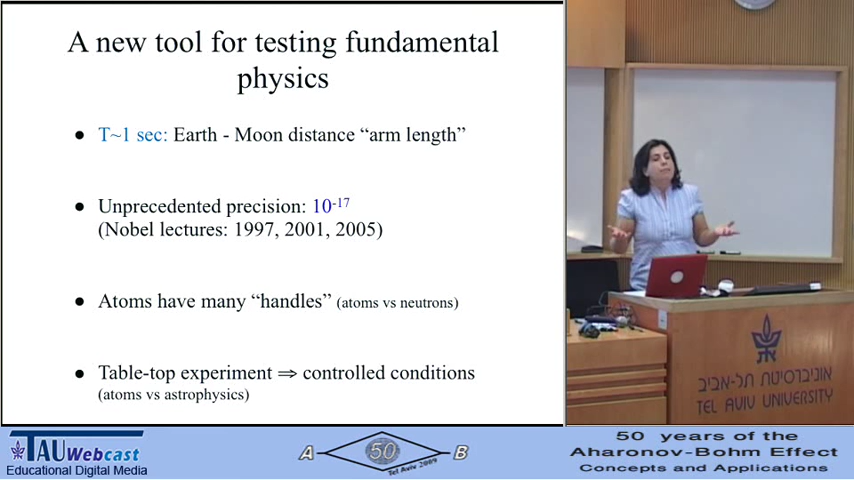 A new tool for testing fundamental
physics
● T~1 sec: Earth - Moon distance “arm length”
● Unprecedented precision: 10⁻¹⁷
(Nobel lectures: 1997, 2001, 2005)
● Atoms have many “handles” (atoms vs neutrons)
● Table-top experiment ⇒ controlled conditions
(atoms vs astrophysics)
אוניברסיטת תל-אביב
TEL AVIV UNIVERSITY
TAU Webcast
Educational Digital Media
A 50 B
Tel Aviv 2009
50 years of the
Aharonov-Bohm Effect
Concepts and Applications